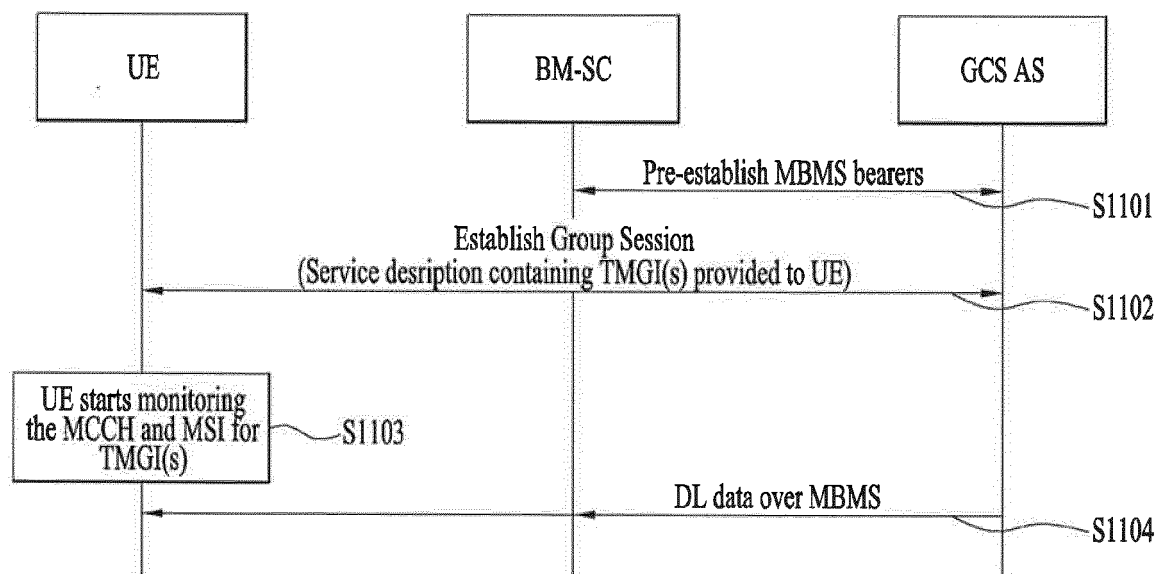 UE
BM-SC
GCS AS
Pre-establish MBMS bearers
S1101
Establish Group Session
(Service desription containing TMGI(s) provided to UE)
S1102
UE starts monitoring
the MCCH and MSI for
TMGI(s)
S1103
DL data over MBMS
S1104